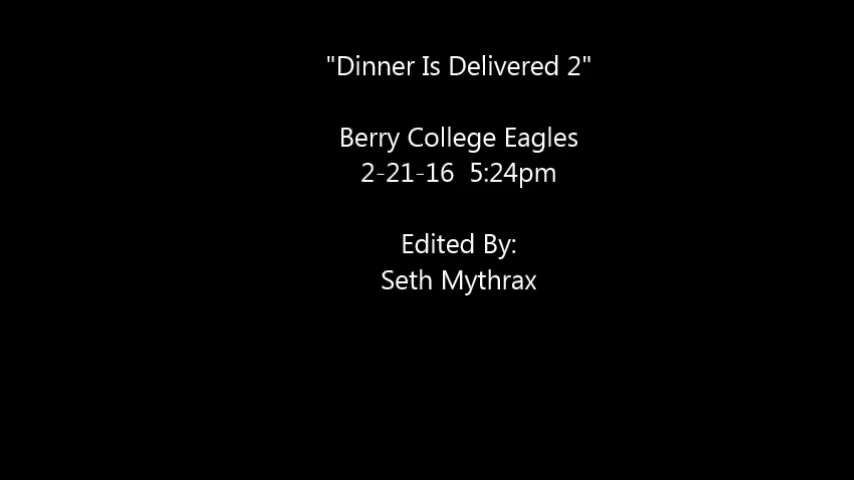 "Dinner Is Delivered 2"
Berry College Eagles
2-21-16  5:24pm
Edited By:
Seth Mythrax